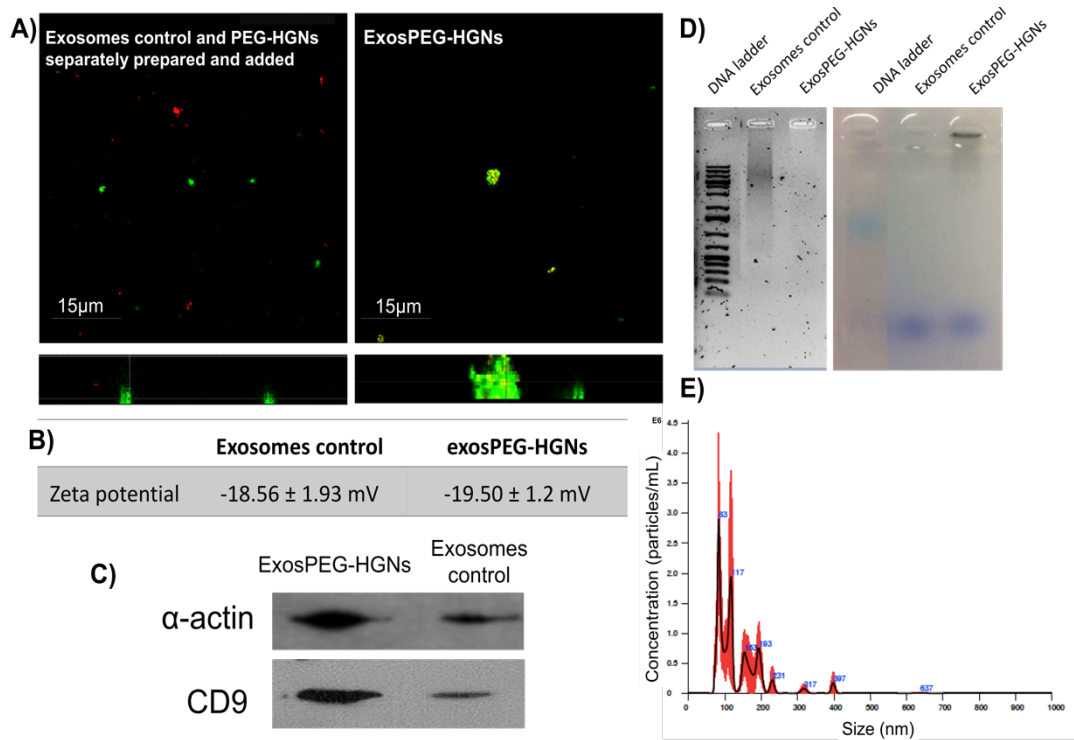 A)
Exosomes control and PEG-HGNs
separately prepared and added
15µm
ExosPEG-HGNs
15µm
B)
Exosomes control
exosPEG-HGNs
Zeta potential
-18.56 ± 1.93 mV
-19.50 ± 1.2 mV
C)
ExosPEG-HGNs
Exosomes
control
α-actin
CD9
D)
DNA ladder
Exosomes control
ExosPEG-HGNs
DNA ladder
Exosomes control
ExosPEG-HGNs
E)
E6
4.5
4.0
3.5
3.0
2.5
2.0
1.5
1.0
0.5
0
Concentration (particles/mL)
83
117
153
193
231
317
397
637
0
100
200
300
400
500
600
700
800
900
1000
Size (nm)